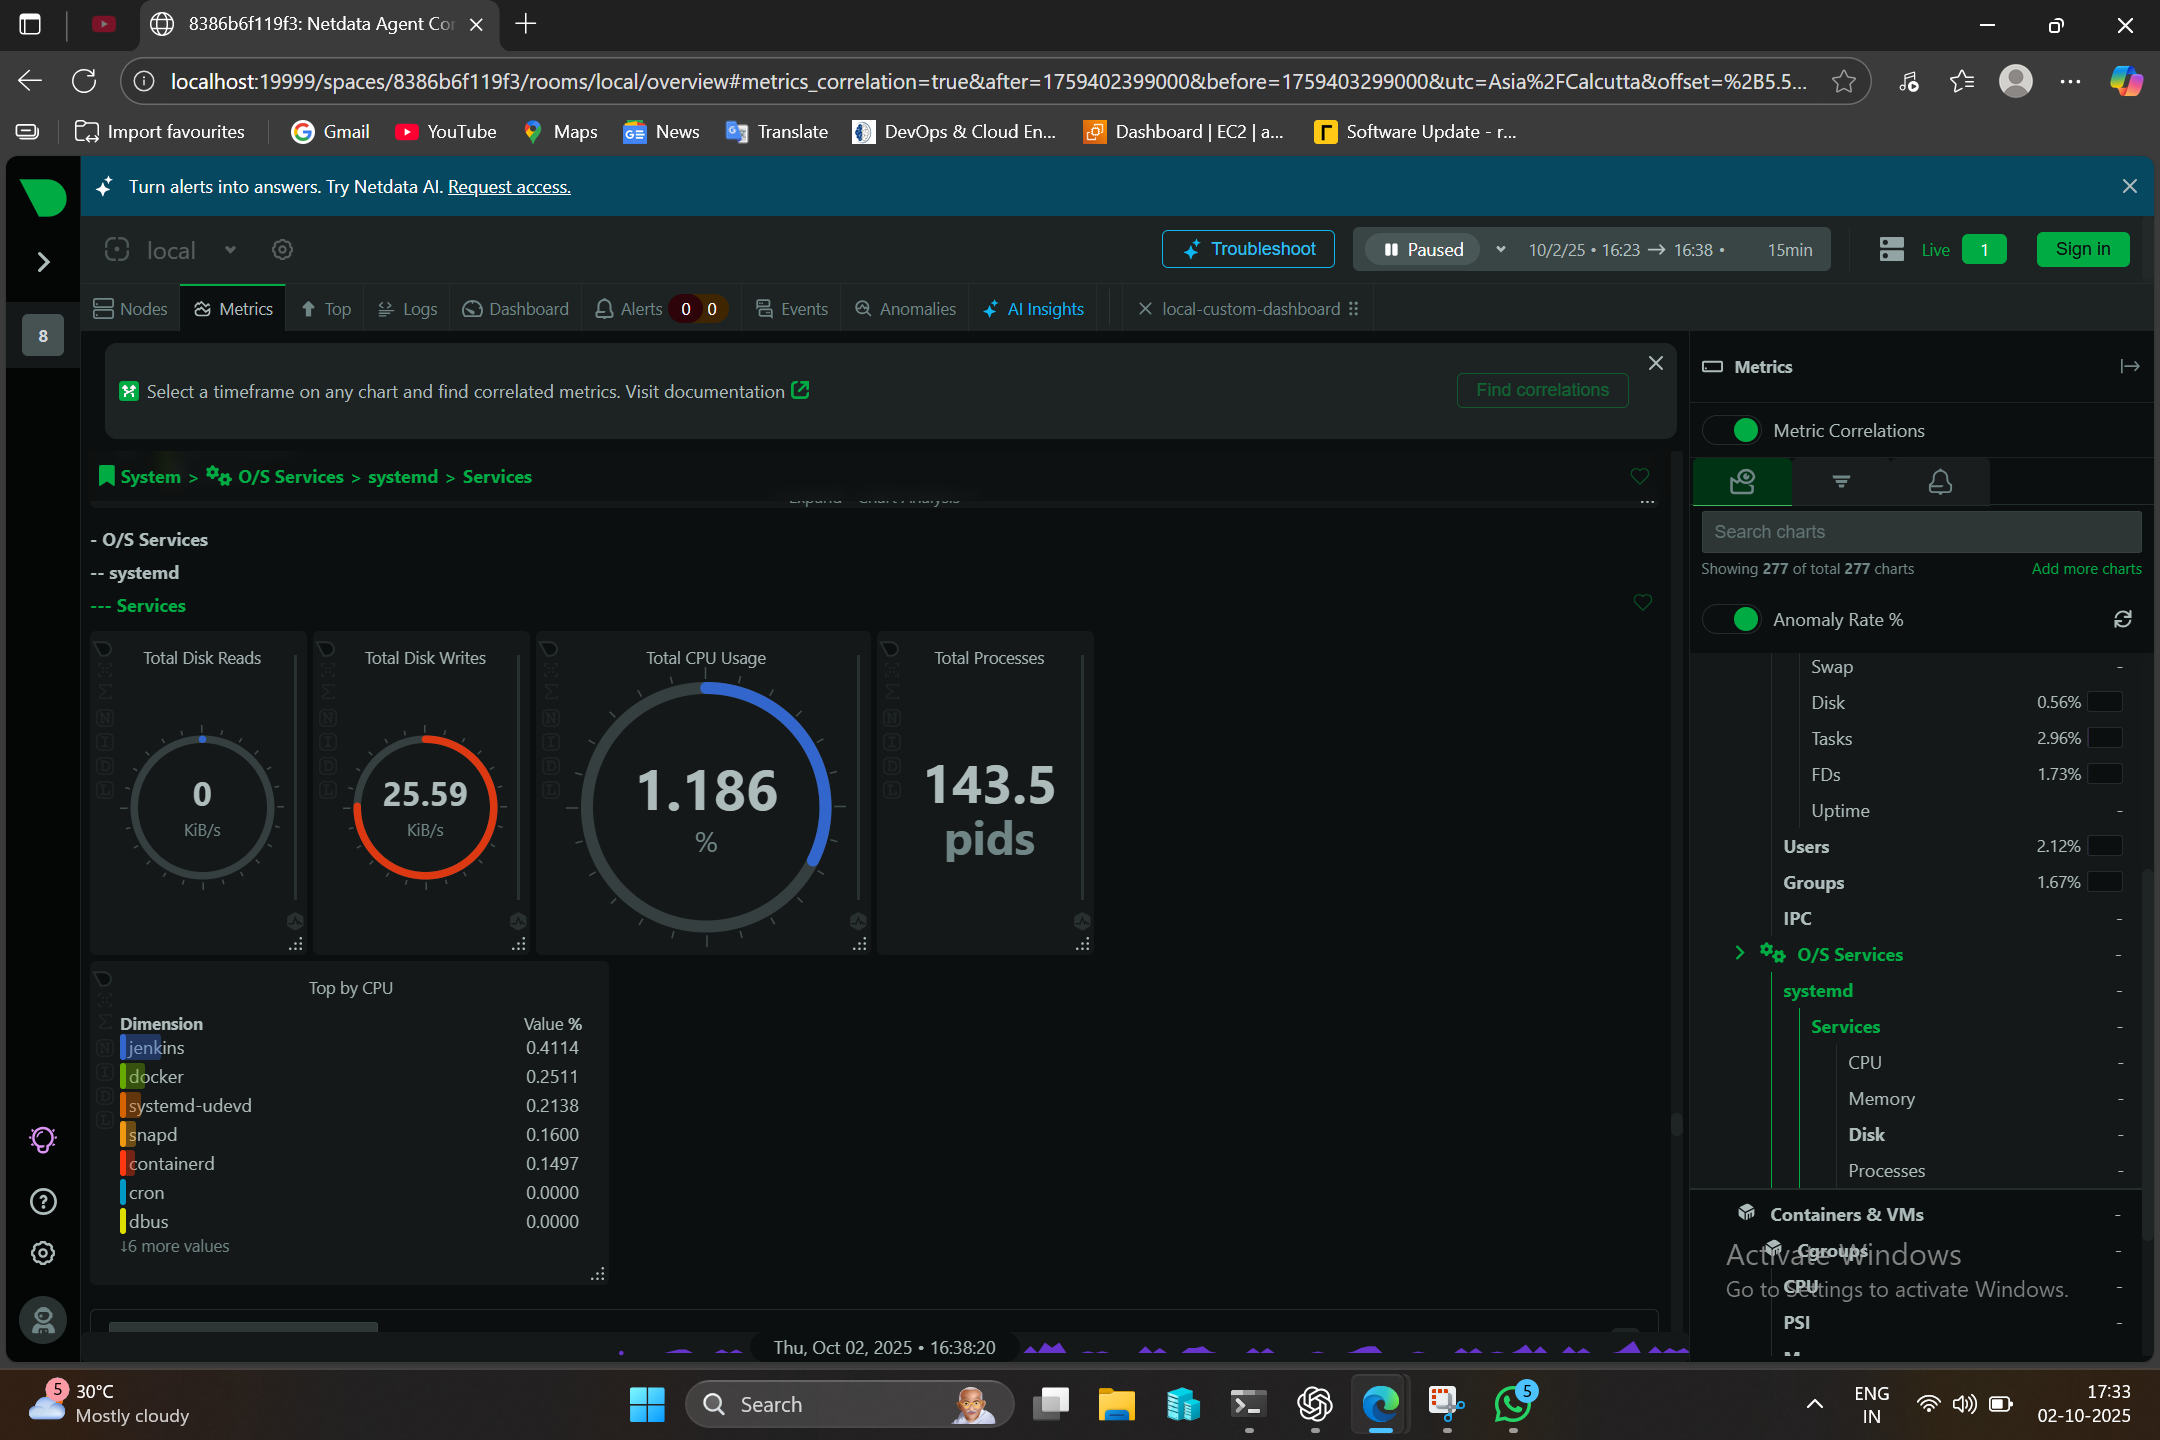 8386b6f119f3: Netdata Agent Co
localhost:19999/spaces/8386b6f119f3/rooms/local/overview#metrics_correlation=true&after=1759402399000&before=1759403299000&utc=Asia%2FCalcutta&offset=%2B5.5...
Import favourites Gmail YouTube Maps News Translate DevOps & Cloud En... Dashboard | EC2 | a... Software Update - r...
Turn alerts into answers. Try Netdata AI. Request access.
local Troubleshoot Paused 10/2/25 • 16:23 → 16:38 • 15min Live 1 Sign in
Nodes Metrics Top Logs Dashboard Alerts 0 0 Events Anomalies AI Insights local-custom-dashboard
8
Select a timeframe on any chart and find correlated metrics. Visit documentation Find correlations
System > O/S Services > systemd > Services
Expand Chart Analysis
- O/S Services
-- systemd
--- Services
Total Disk Reads
0
KiB/s
Total Disk Writes
25.59
KiB/s
Total CPU Usage
1.186
%
Total Processes
143.5
pids
Top by CPU
Dimension Value %
jenkins 0.4114
docker 0.2511
systemd-udevd 0.2138
snapd 0.1600
containerd 0.1497
cron 0.0000
dbus 0.0000
↓6 more values
Thu, Oct 02, 2025 • 16:38:20
Metrics
Metric Correlations
Search charts
Showing 277 of total 277 charts Add more charts
Anomaly Rate %
Swap -
Disk 0.56%
Tasks 2.96%
FDs 1.73%
Uptime -
Users 2.12%
Groups 1.67%
IPC -
O/S Services -
systemd -
Services -
CPU -
Memory -
Disk -
Processes -
Containers & VMs -
Cgroups -
CPU -
PSI -
Activate Windows
Go to Settings to activate Windows.
5
30°C
Mostly cloudy
Search
5
ENG
IN
17:33
02-10-2025